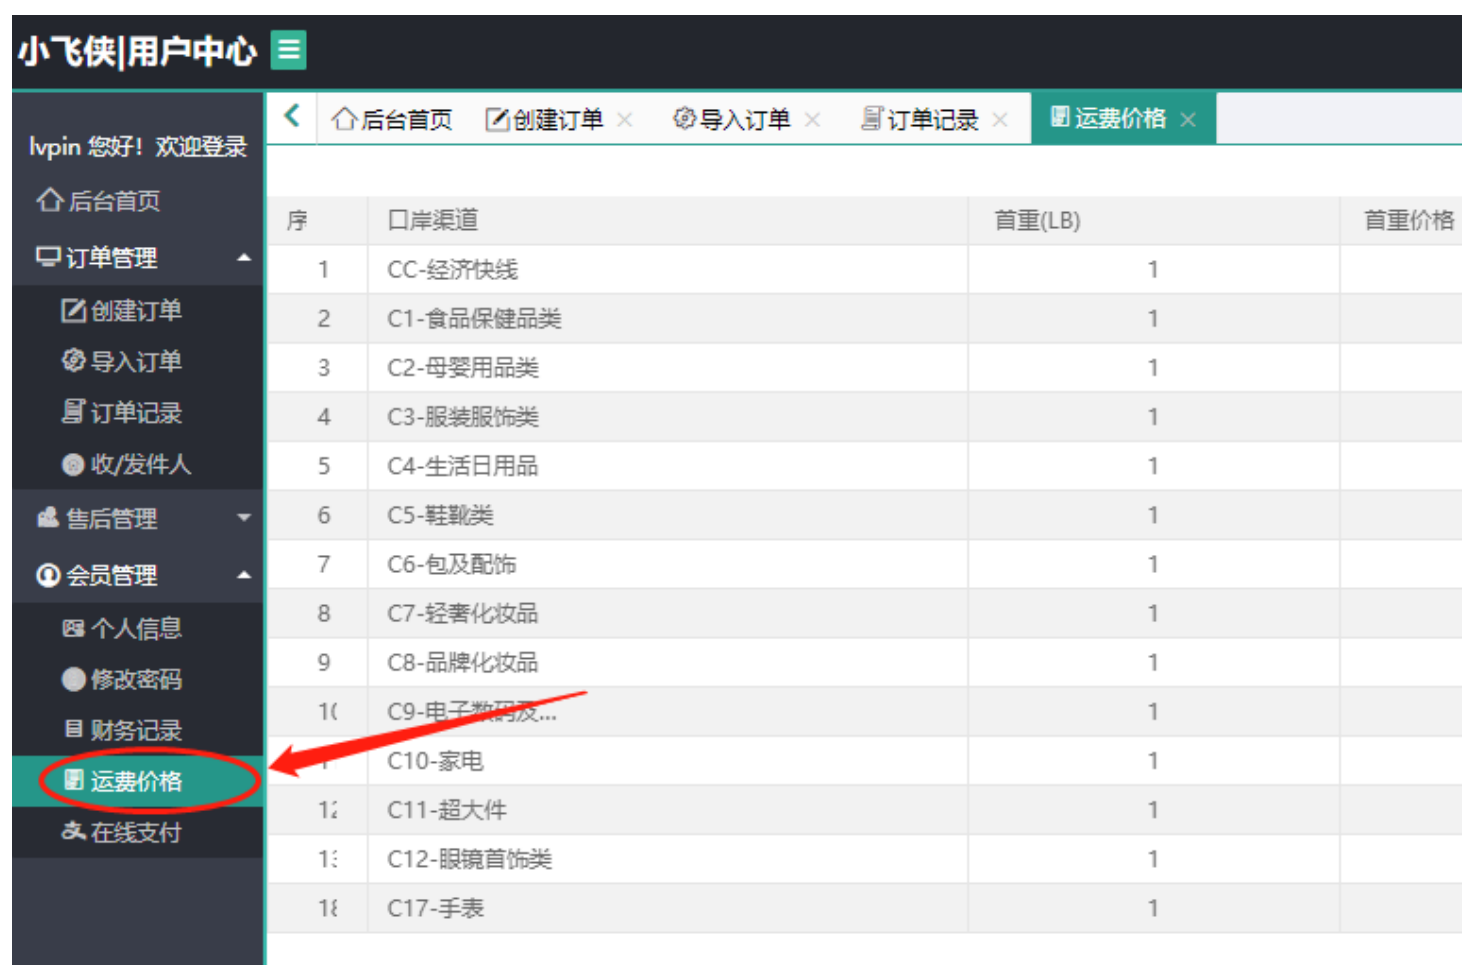 小飞侠|用户中心
lvpin 您好！欢迎登录
后台首页
订单管理
创建订单
导入订单
订单记录
收/发件人
售后管理
会员管理
个人信息
修改密码
财务记录
运费价格
在线支付
后台首页 创建订单 导入订单 订单记录 运费价格
序 口岸渠道 首重(LB) 首重价格
1 CC-经济快线 1
2 C1-食品保健品类 1
3 C2-母婴用品类 1
4 C3-服装服饰类 1
5 C4-生活日用品 1
6 C5-鞋靴类 1
7 C6-包及配饰 1
8 C7-轻奢化妆品 1
9 C8-品牌化妆品 1
10 C9-电子数码及... 1
C10-家电 1
12 C11-超大件 1
13 C12-眼镜首饰类 1
18 C17-手表 1